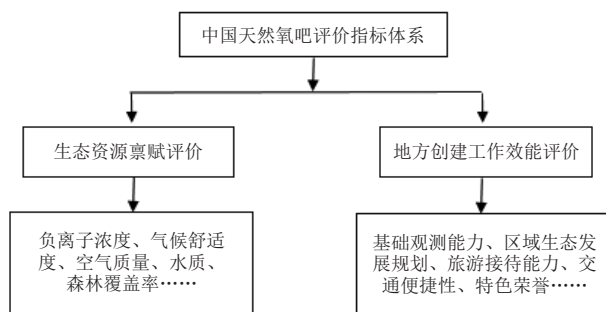 中国天然氧吧评价指标体系
生态资源禀赋评价
地方创建工作效能评价
负离子浓度、气候舒适
度、空气质量、水质、
森林覆盖率……
基础观测能力、区域生态发
展规划、旅游接待能力、交
通便捷性、特色荣誉……